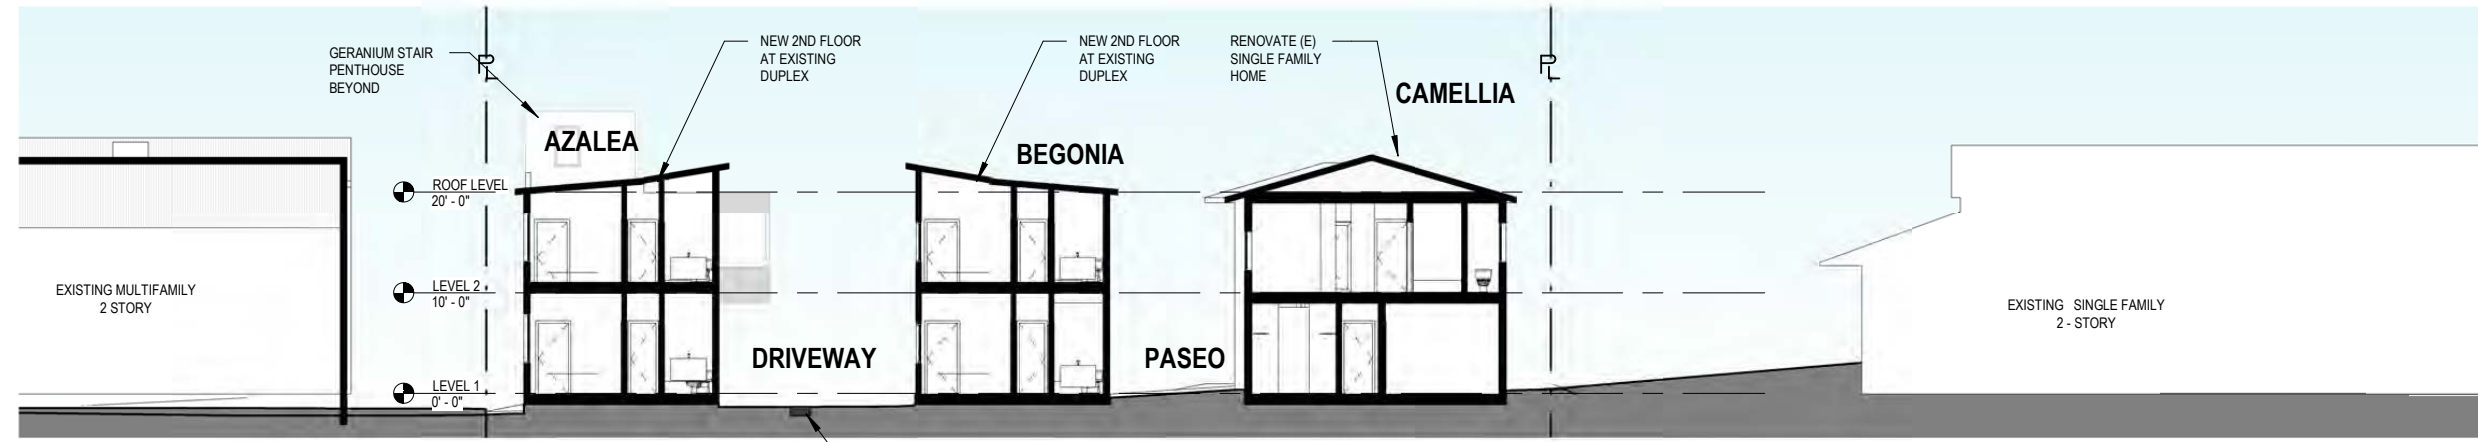 GERANIUM STAIR
PENTHOUSE
BEYOND
PL
NEW 2ND FLOOR
AT EXISTING
DUPLEX
NEW 2ND FLOOR
AT EXISTING
DUPLEX
RENOVATE (E)
SINGLE FAMILY
HOME
PL
CAMELLIA
AZALEA
BEGONIA
ROOF LEVEL
20' - 0"
LEVEL 2
10' - 0"
EXISTING MULTIFAMILY
2 STORY
EXISTING SINGLE FAMILY
2 - STORY
DRIVEWAY
PASEO
LEVEL 1
0' - 0"